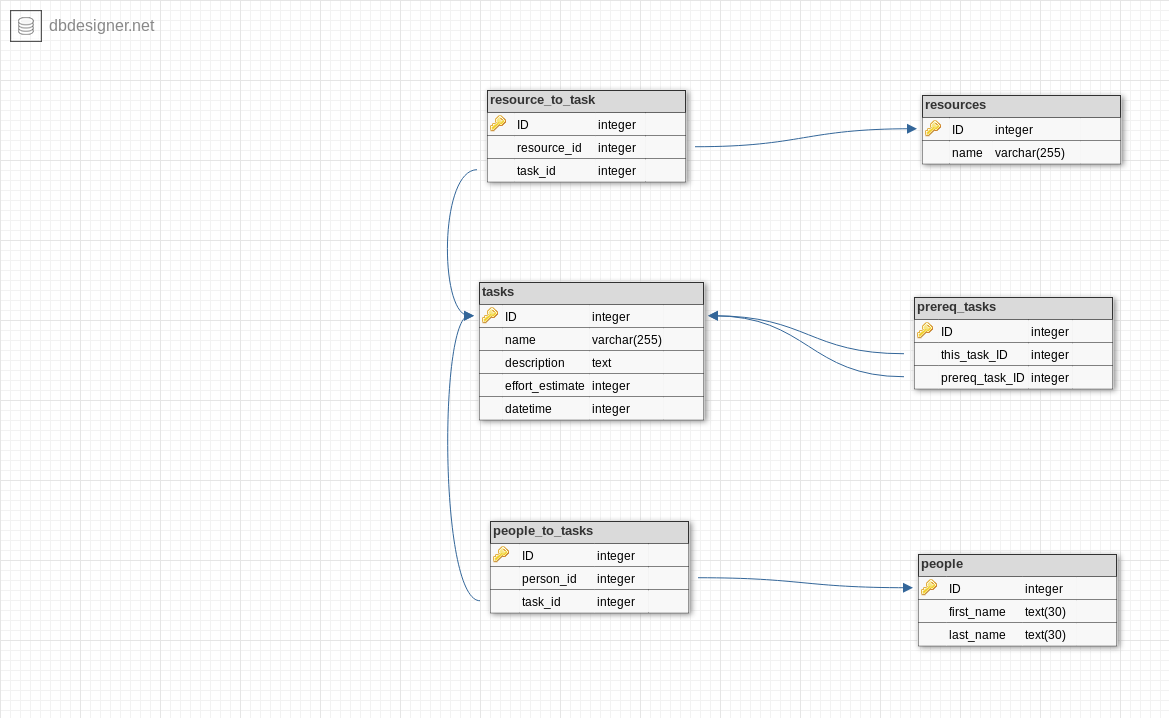 dbdesigner.net
resource_to_task
ID integer
resource_id integer
task_id integer
resources
ID integer
name varchar(255)
tasks
ID integer
name varchar(255)
description text
effort_estimate integer
datetime integer
prereq_tasks
ID integer
this_task_ID integer
prereq_task_ID integer
people_to_tasks
ID integer
person_id integer
task_id integer
people
ID integer
first_name text(30)
last_name text(30)